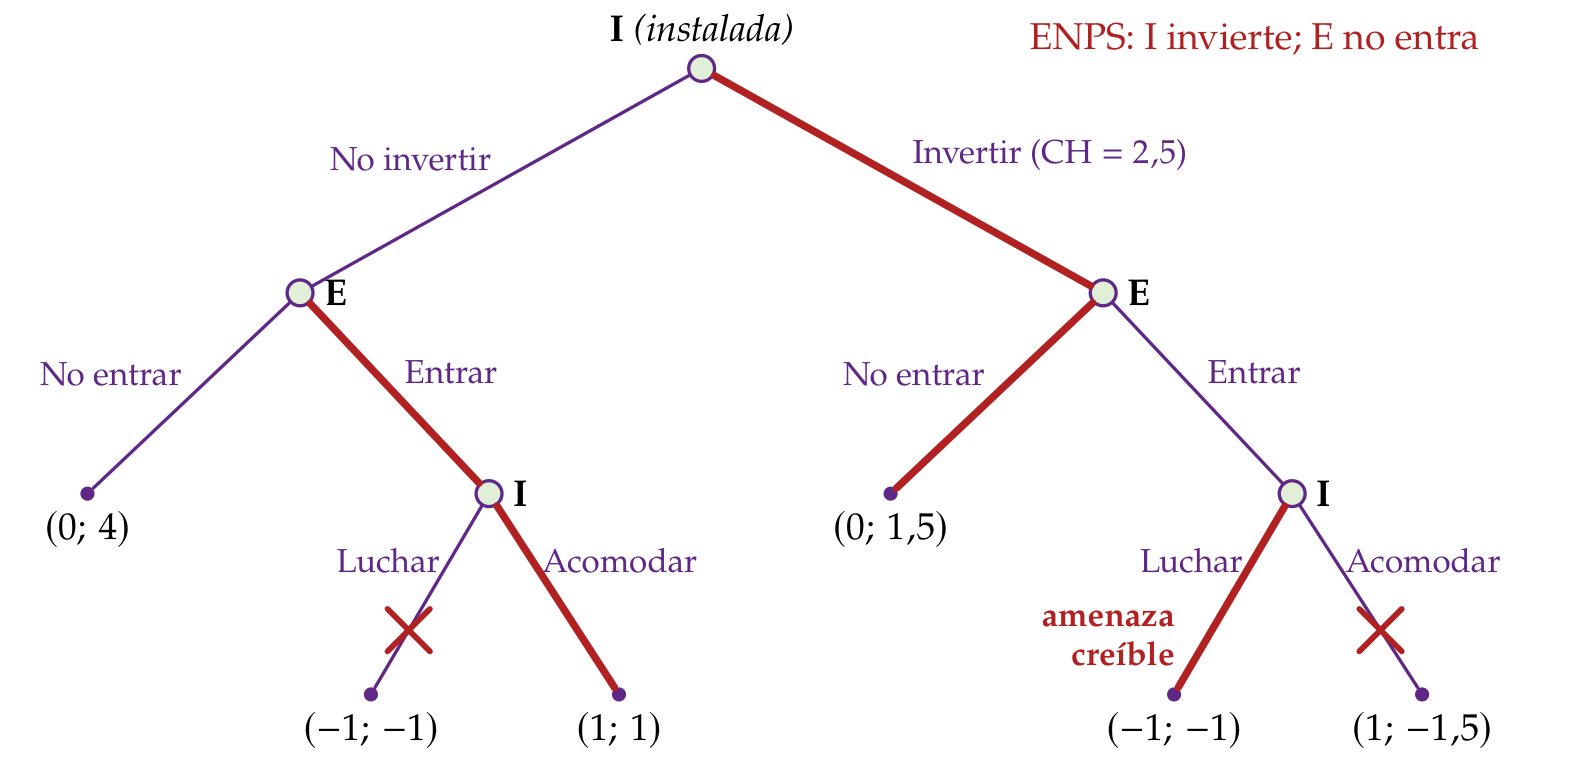 I (instalada)
ENPS: I invierte; E no entra
No invertir
Invertir (CH = 2,5)
E
E
No entrar
Entrar
No entrar
Entrar
I
I
(0; 4)
(0; 1,5)
Luchar
Acomodar
Luchar
Acomodar
amenaza
creíble
(−1; −1)
(1; 1)
(−1; −1)
(1; −1,5)